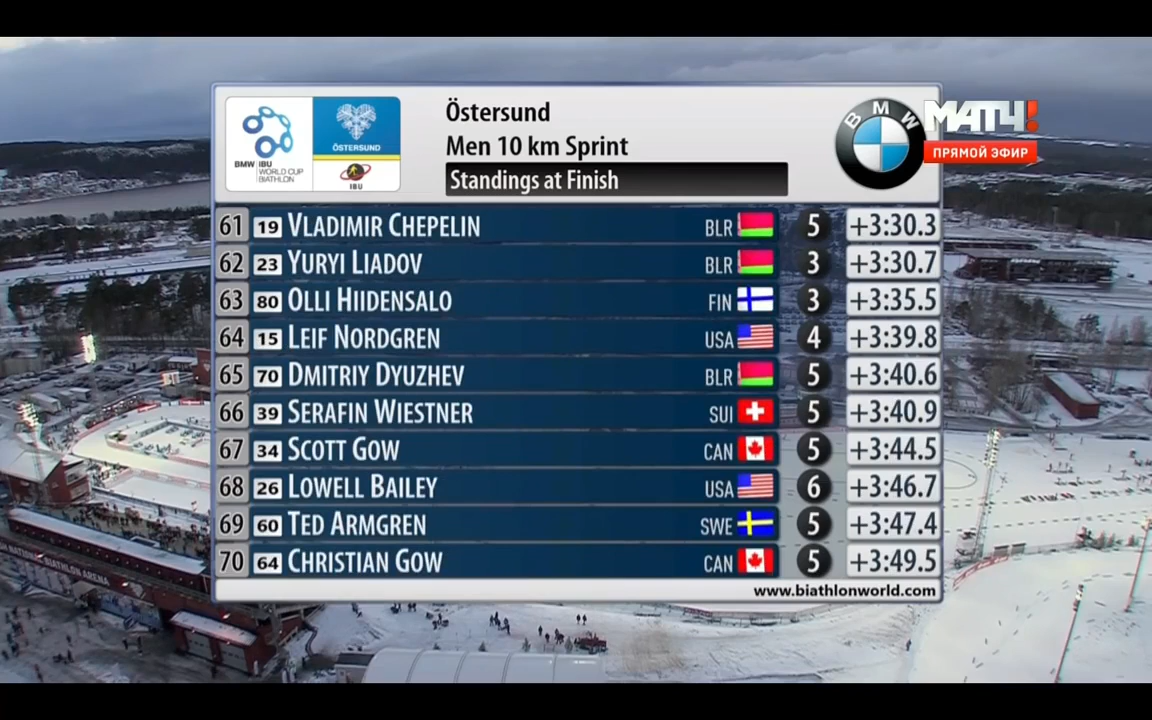 Östersund
Men 10 km Sprint
Standings at Finish
BMW IBU
WORLD CUP
BIATHLON
ÖSTERSUND
IBU
BMW
МАТЧ!
ПРЯМОЙ ЭФИР
61 19 VLADIMIR CHEPELIN BLR 5 +3:30.3
62 23 YURYI LIADOV BLR 3 +3:30.7
63 80 OLLI HIIDENSALO FIN 3 +3:35.5
64 15 LEIF NORDGREN USA 4 +3:39.8
65 70 DMITRIY DYUZHEV BLR 5 +3:40.6
66 39 SERAFIN WIESTNER SUI 5 +3:40.9
67 34 SCOTT GOW CAN 5 +3:44.5
68 26 LOWELL BAILEY USA 6 +3:46.7
69 60 TED ARMGREN SWE 5 +3:47.4
70 64 CHRISTIAN GOW CAN 5 +3:49.5
www.biathlonworld.com
NATIONAL BIATHLON ARENA